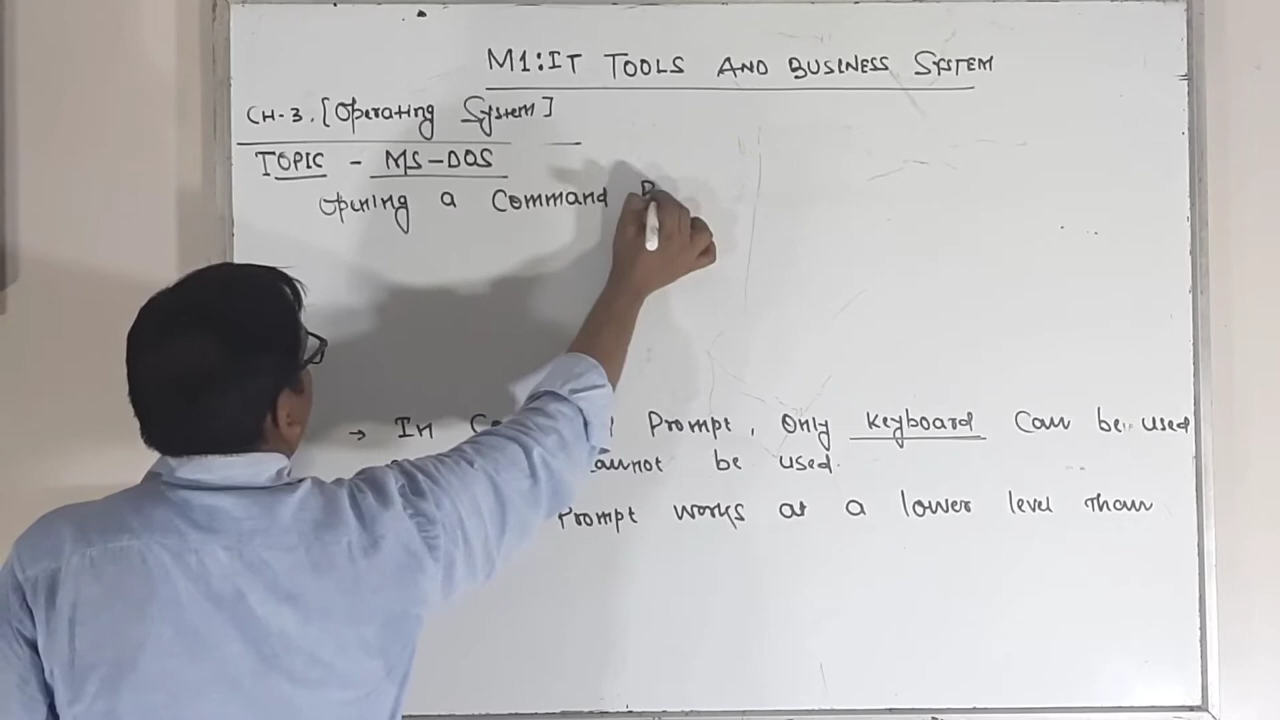 M1:IT TOOLS AND BUSINESS SYSTEM
CH-3. [Operating System]
TOPIC - MS-DOS
Opening a Command P
→ In Prompt, Only keyboard Can be used
cannot be used.
Prompt works at a lower level than